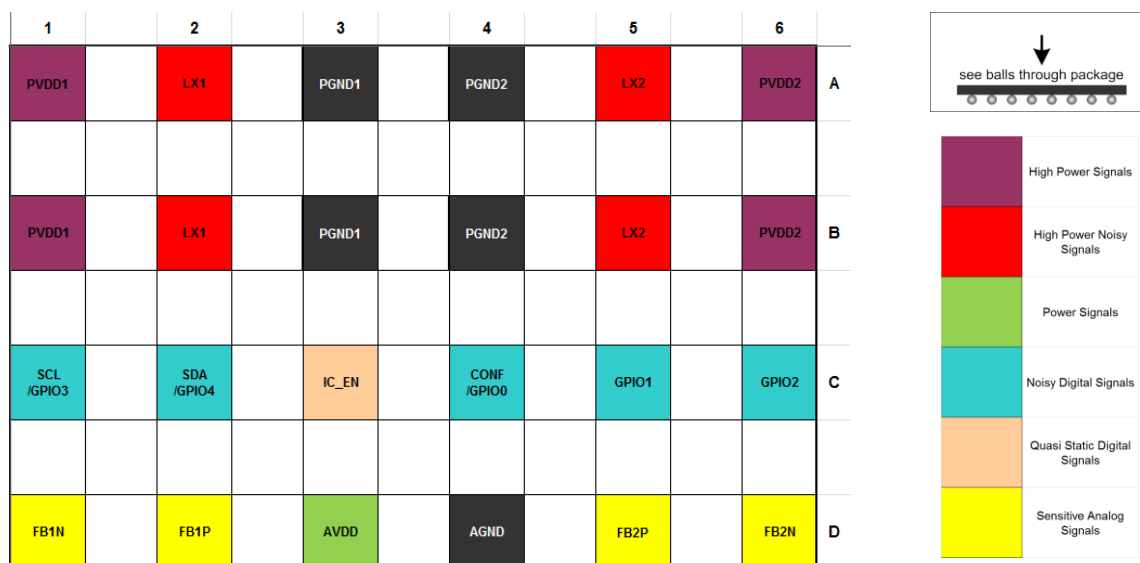 1 2 3 4 5 6
PVDD1 LX1 PGND1 PGND2 LX2 PVDD2 A
PVDD1 LX1 PGND1 PGND2 LX2 PVDD2 B
SCL SDA IC_EN CONF GPIO1 GPIO2 C
/GPIO3 /GPIO4 /GPIO0
FB1N FB1P AVDD AGND FB2P FB2N D
see balls through package
High Power Signals
High Power Noisy
Signals
Power Signals
Noisy Digital Signals
Quasi Static Digital
Signals
Sensitive Analog
Signals